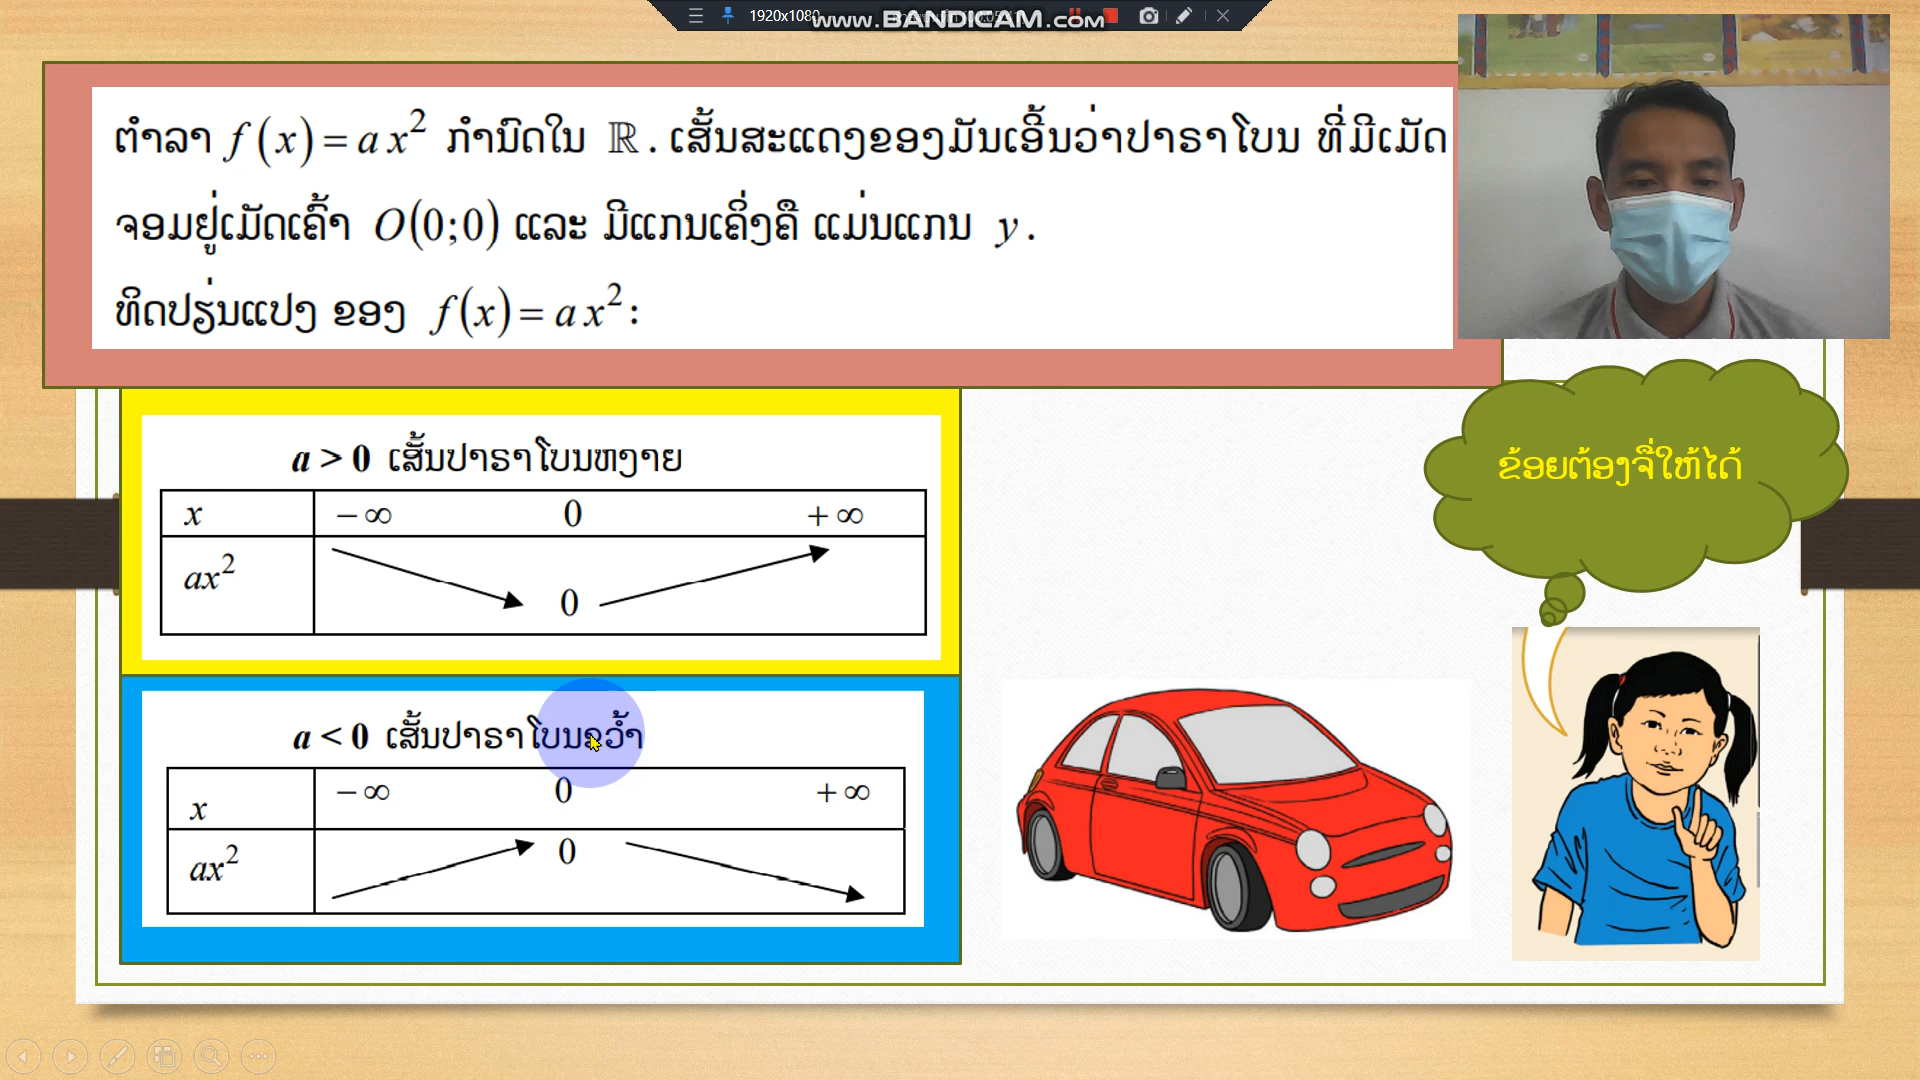 1920x1080
www.BANDICAM.com
ຕຳລາ f(x) = ax² ກຳນົດໃນ ℝ. ເສັ້ນສະແດງຂອງມັນເອີ້ນວ່າປາຣາໂບນ ທີ່ມີເມັດ
ຈອມຢູ່ເມັດເຄົ້າ O(0;0) ແລະ ມີແກນເຄິ່ງຄື ແມ່ນແກນ y.
ທິດປຽ່ນແປງ ຂອງ f(x) = ax²:
a > 0 ເສັ້ນປາຣາໂບນຫງາຍ
x −∞ 0 +∞
ax² 0
a < 0 ເສັ້ນປາຣາໂບນຂວ້ຳ
x −∞ 0 +∞
ax² 0
ຂ້ອຍຕ້ອງຈື່ໃຫ້ໄດ້